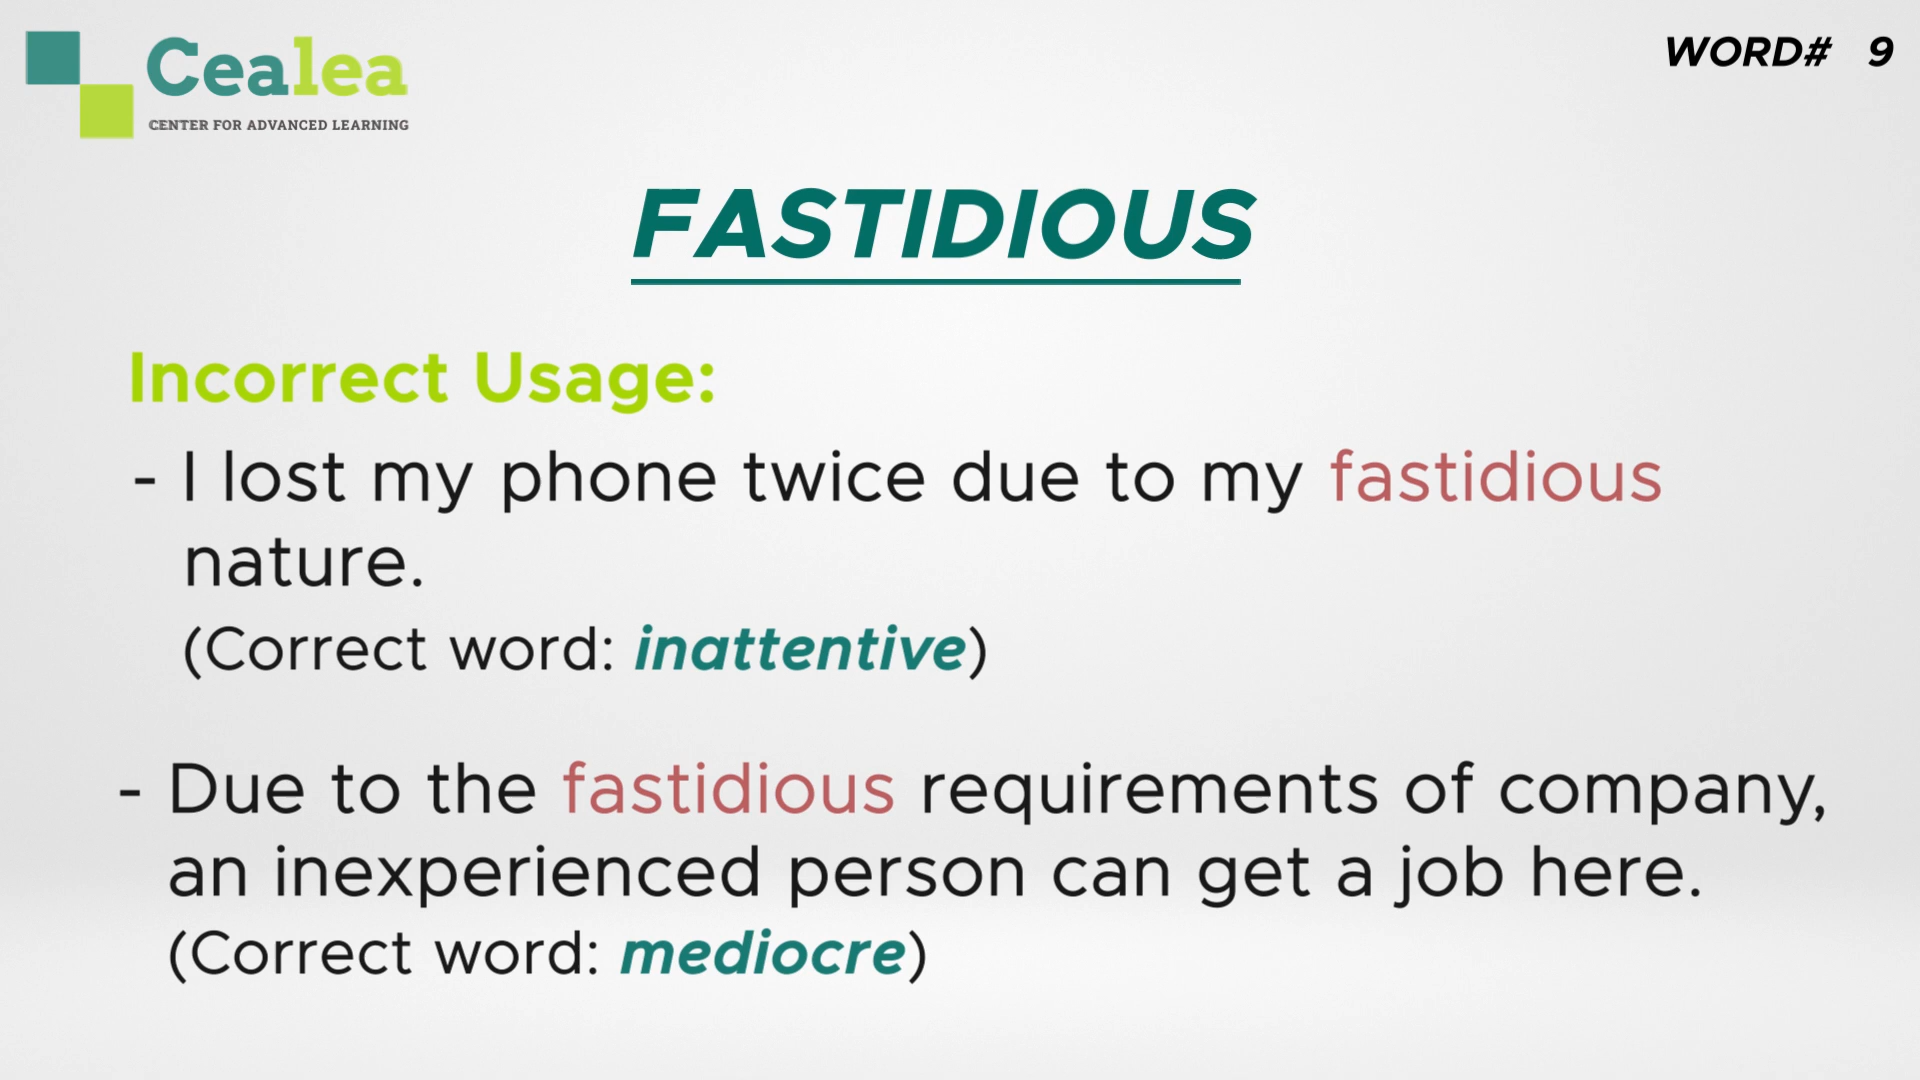 Cealea
CENTER FOR ADVANCED LEARNING
WORD# 9
FASTIDIOUS
Incorrect Usage:
- I lost my phone twice due to my fastidious
nature.
(Correct word: inattentive)
- Due to the fastidious requirements of company,
an inexperienced person can get a job here.
(Correct word: mediocre)